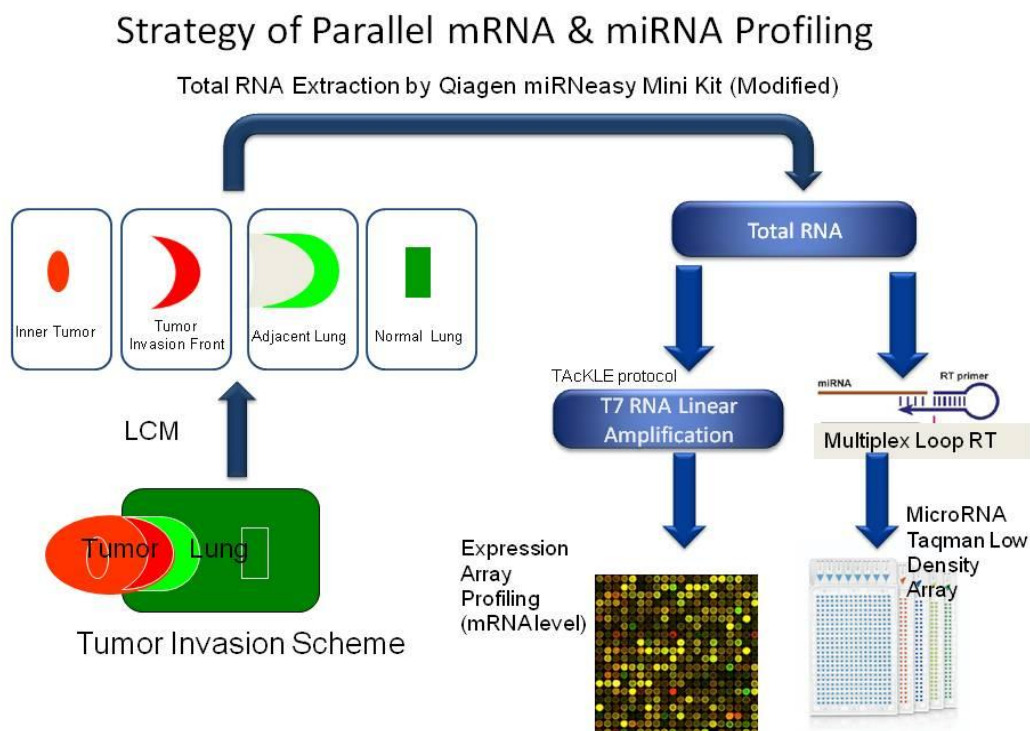 Strategy of Parallel mRNA & miRNA Profiling
Total RNA Extraction by Qiagen miRNeasy Mini Kit (Modified)
Total RNA
Inner Tumor
Tumor
Invasion Front
Adjacent Lung
Normal Lung
TAcKLE protocol
T7 RNA Linear
Amplification
miRNA
RT primer
Multiplex Loop RT
LCM
Tumor
Lung
Tumor Invasion Scheme
Expression
Array
Profiling
(mRNA level)
MicroRNA
Taqman Low
Density
Array